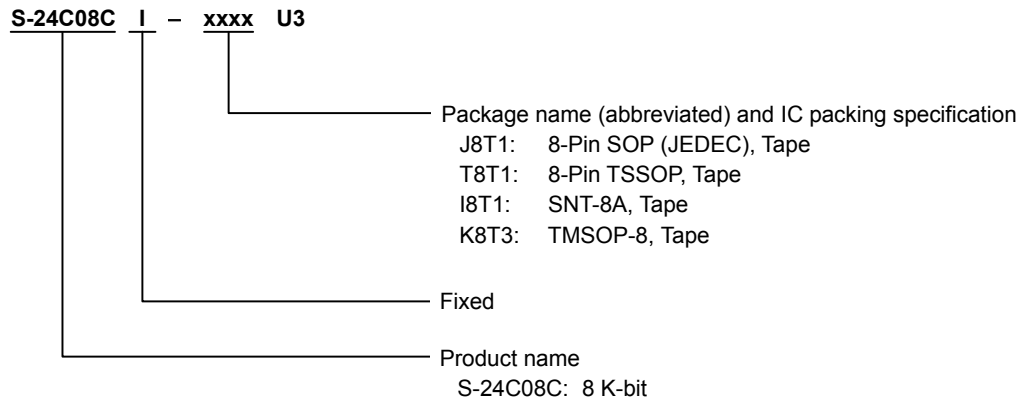 S-24C08C I – xxxx U3
Package name (abbreviated) and IC packing specification
J8T1: 8-Pin SOP (JEDEC), Tape
T8T1: 8-Pin TSSOP, Tape
I8T1: SNT-8A, Tape
K8T3: TMSOP-8, Tape
Fixed
Product name
S-24C08C: 8 K-bit